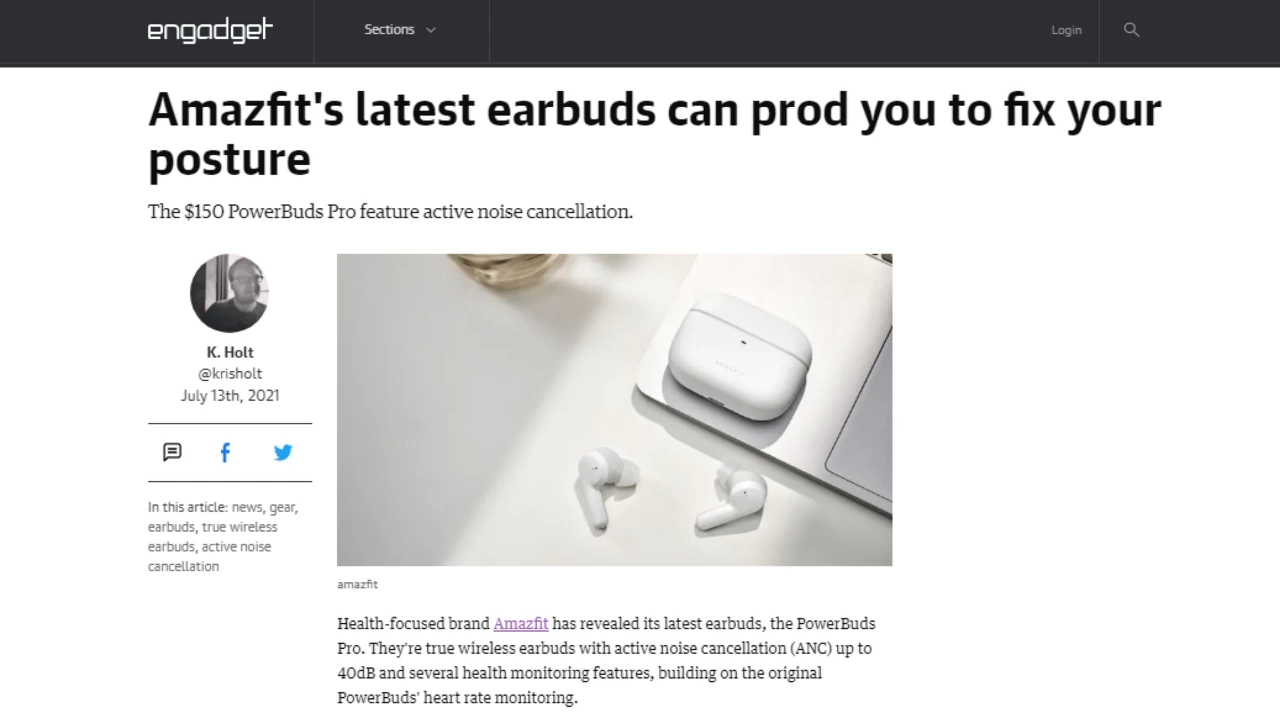 engadget
Sections
Login
Amazfit's latest earbuds can prod you to fix your
posture
The $150 PowerBuds Pro feature active noise cancellation.
K. Holt
@krisholt
July 13th, 2021
In this article: news, gear,
earbuds, true wireless
earbuds, active noise
cancellation
amazfit
Health-focused brand Amazfit has revealed its latest earbuds, the PowerBuds
Pro. They're true wireless earbuds with active noise cancellation (ANC) up to
40dB and several health monitoring features, building on the original
PowerBuds' heart rate monitoring.